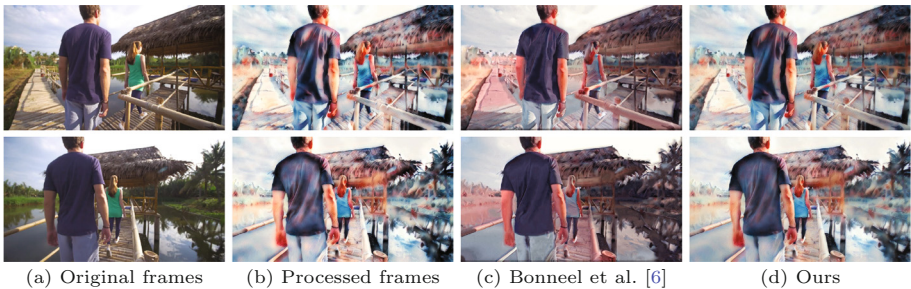 (a) Original frames (b) Processed frames (c) Bonneel et al. [6] (d) Ours